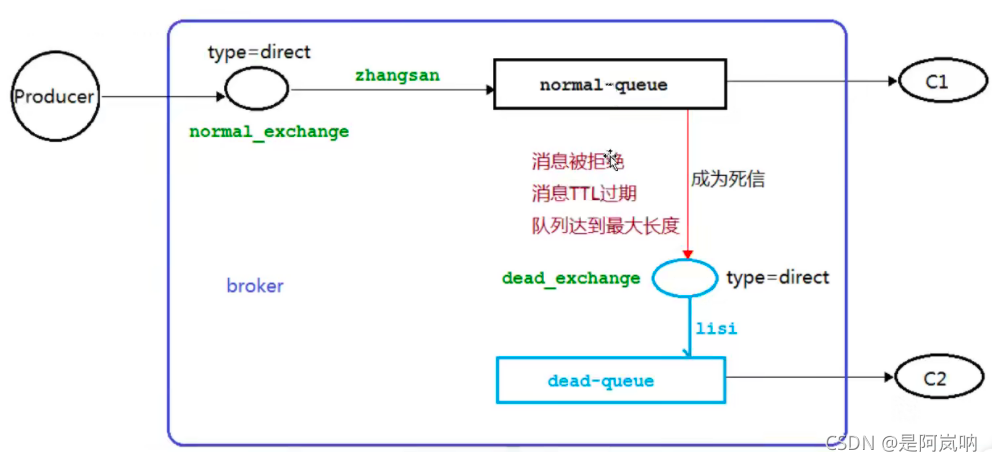 type=direct
Producer
zhangsan
normal-queue
C1
normal_exchange
消息被拒绝
消息TTL过期
成为死信
队列达到最大长度
dead_exchange
type=direct
broker
lisi
dead-queue
C2
CSDN @是阿岚呐